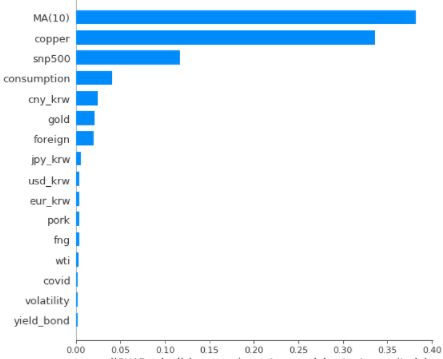 MA(10)
copper
snp500
consumption
cny_krw
gold
foreign
jpy_krw
usd_krw
eur_krw
pork
fng
wti
covid
volatility
yield_bond
0.00 0.05 0.10 0.15 0.20 0.25 0.30 0.35 0.40